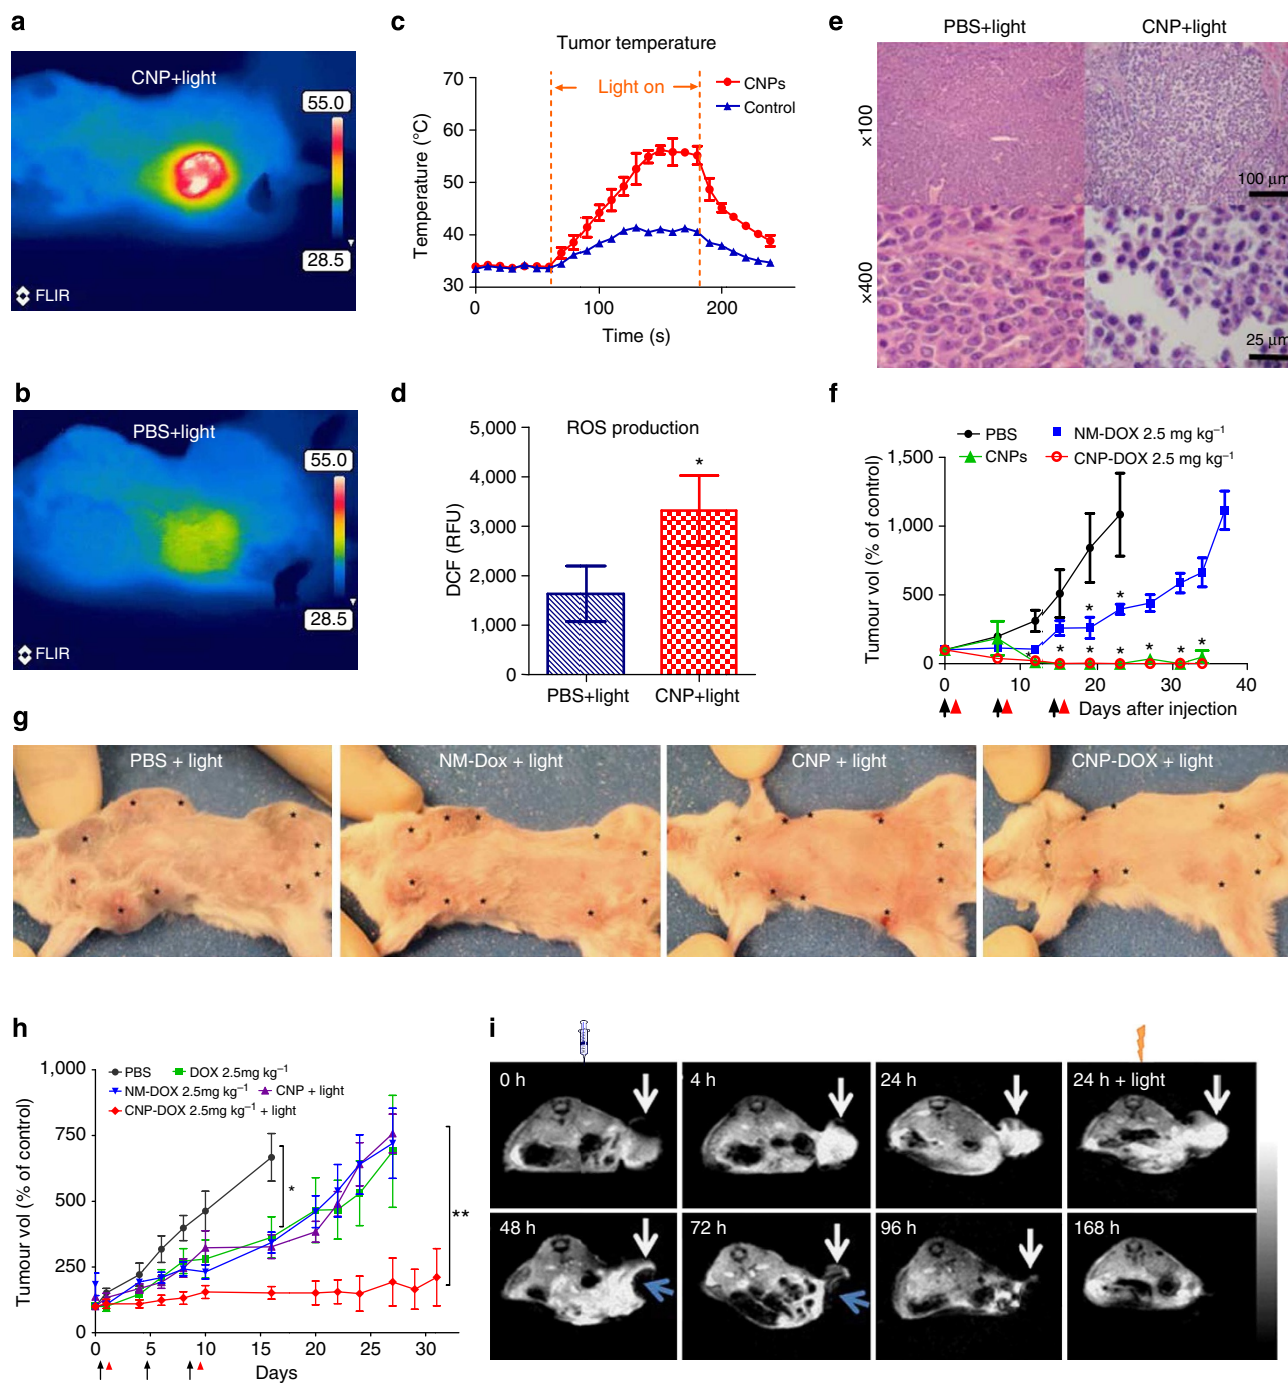 a
CNP+light
55.0
28.5
FLIR
b
PBS+light
55.0
28.5
FLIR
c
Tumor temperature
Light on
CNPs
Control
Temperature (°C)
70
60
50
40
30
0
100
200
Time (s)
d
ROS production
*
DCF (RFU)
5,000
4,000
3,000
2,000
1,000
0
PBS+light
CNP+light
e
PBS+light
CNP+light
×100
100 µm
×400
25 µm
f
PBS
NM-DOX 2.5 mg kg⁻¹
CNPs
CNP-DOX 2.5 mg kg⁻¹
Tumour vol (% of control)
1,500
1,000
500
0
* *
* * * * * * *
0
10
20
30
40
Days after injection
g
PBS + light
NM-Dox + light
CNP + light
CNP-DOX + light
h
PBS
DOX 2.5mg kg⁻¹
NM-DOX 2.5mg kg⁻¹
CNP + light
CNP-DOX 2.5mg kg⁻¹ + light
Tumour vol (% of control)
1,000
750
500
250
0
*
**
0
5
10
15
20
25
30
Days
i
0 h
4 h
24 h
24 h + light
48 h
72 h
96 h
168 h